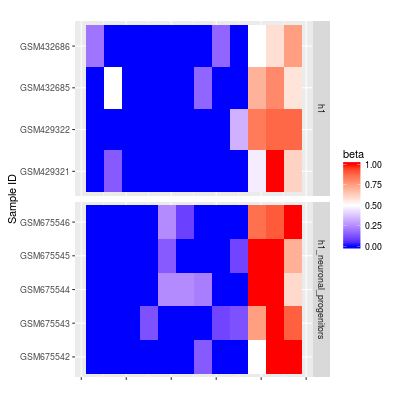 Sample ID
GSM432686
GSM432685
GSM429322
GSM429321
h1
GSM675546
GSM675545
GSM675544
GSM675543
GSM675542
h1_neuronal_progenitors
beta
1.00
0.75
0.50
0.25
0.00